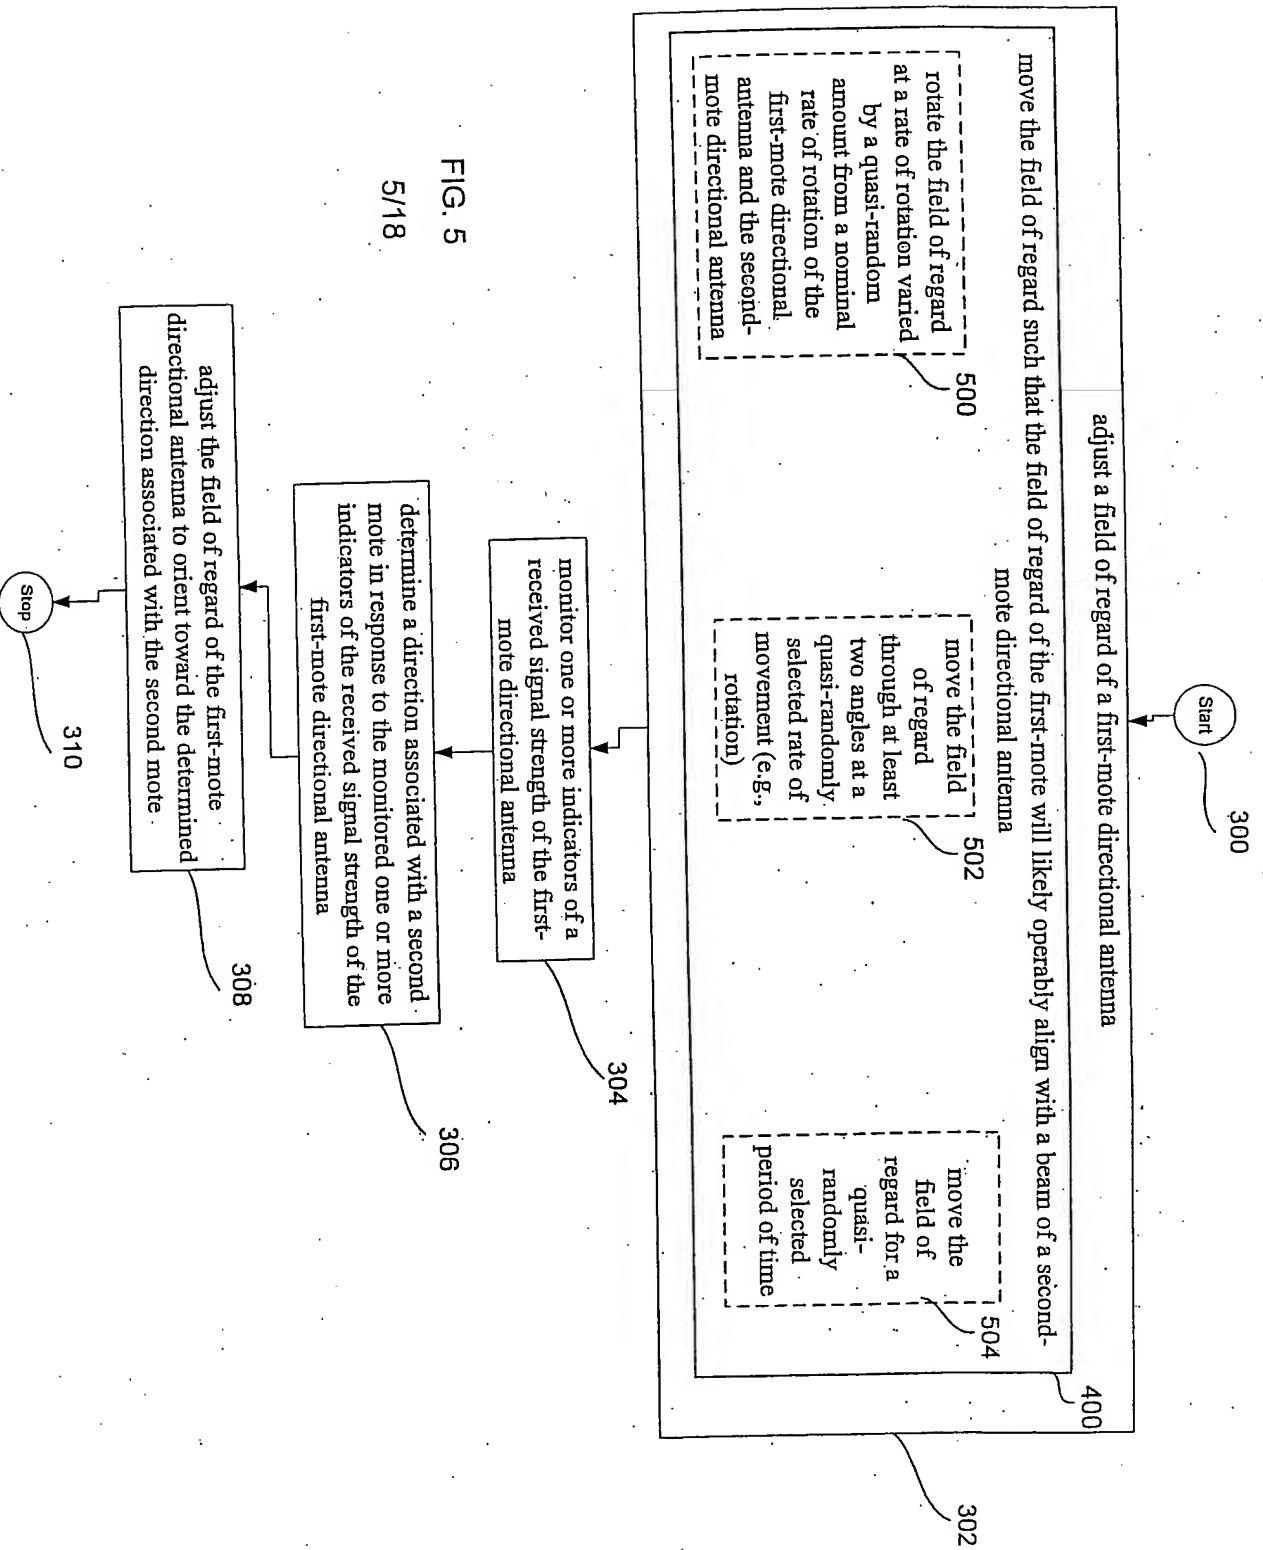 Start
300
adjust a field of regard of a first-mote directional antenna
302
move the field of regard such that the field of regard of the first-mote will likely operably align with a beam of a second-
mote directional antenna
400
rotate the field of regard
at a rate of rotation varied
by a quasi-random
amount from a nominal
rate of rotation of the
first-mote directional
antenna and the second-
mote directional antenna
500
move the field
of regard
through at least
two angles at a
quasi-randomly
selected rate of
movement (e.g.,
rotation)
502
move the
field of
regard for a
quasi-
randomly
selected
period of time
504
monitor one or more indicators of a
received signal strength of the first-
mote directional antenna
304
determine a direction associated with a second
mote in response to the monitored one or more
indicators of the received signal strength of the
first-mote directional antenna
306
adjust the field of regard of the first-mote
directional antenna to orient toward the determined
direction associated with the second mote
308
Stop
310
FIG. 5
5/18